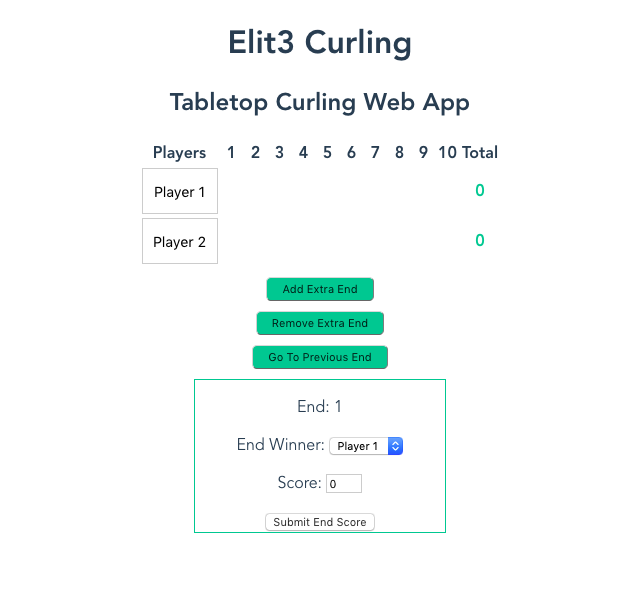 Elit3 Curling
Tabletop Curling Web App
Players 1 2 3 4 5 6 7 8 9 10 Total
Player 1 0
Player 2 0
Add Extra End
Remove Extra End
Go To Previous End
End: 1
End Winner: Player 1
Score: 0
Submit End Score